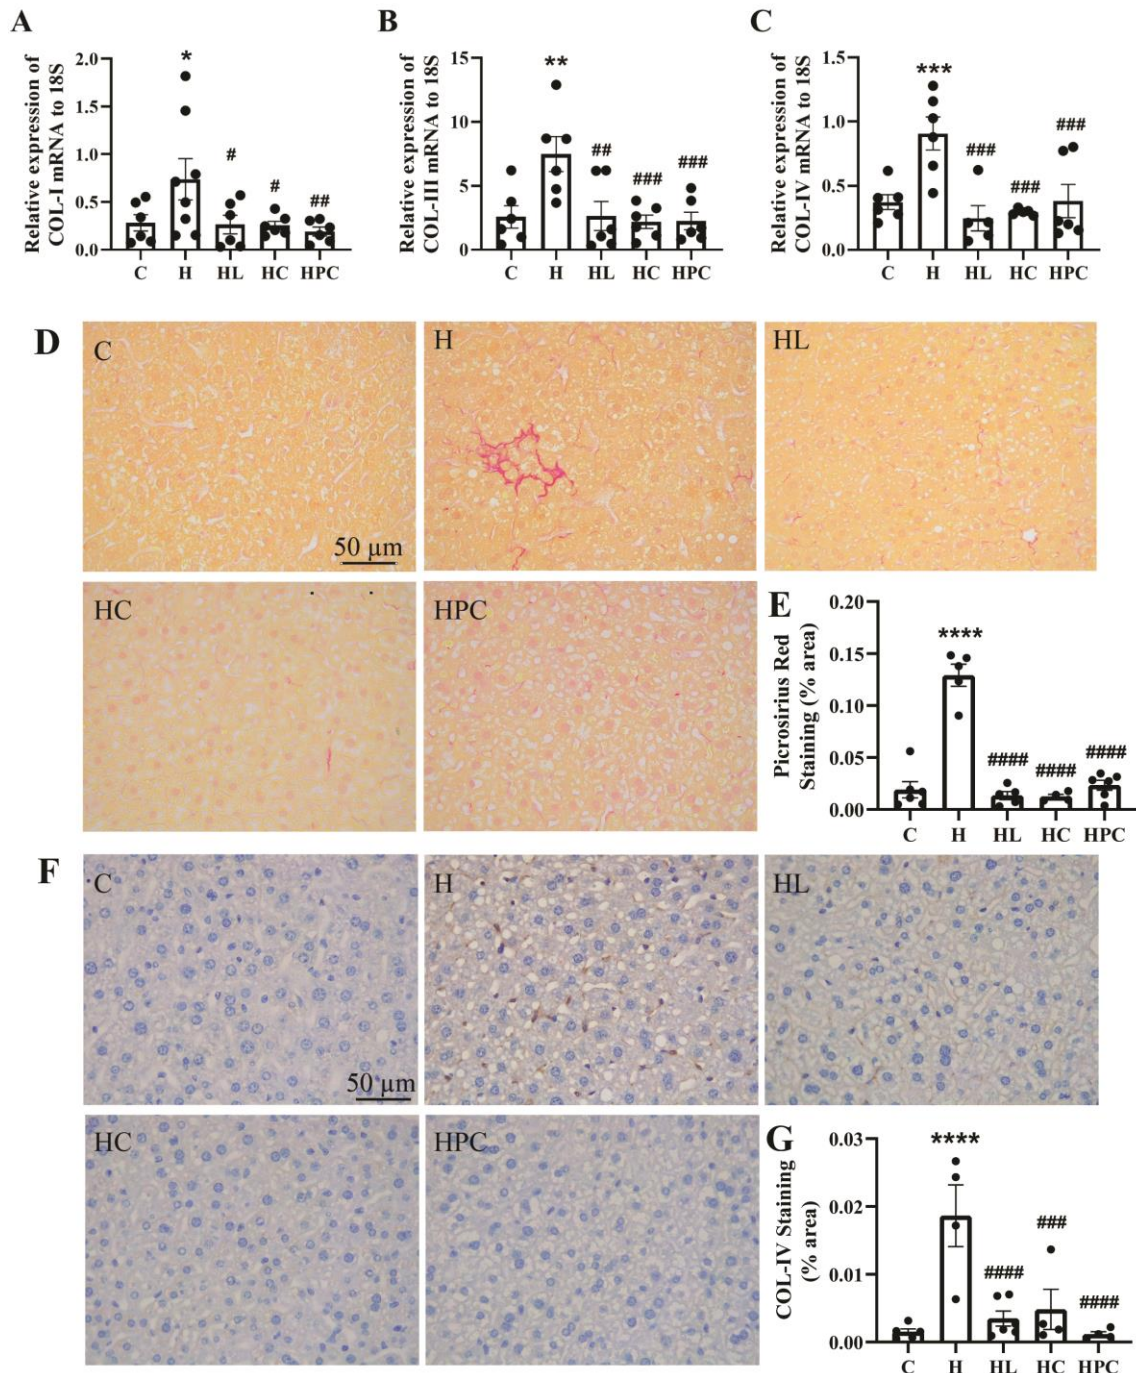 A
Relative expression of
COL-I mRNA to 18S
2.0
1.5
1.0
0.5
0.0
*
#
#
##
C H HL HC HPC
B
Relative expression of
COL-III mRNA to 18S
15
10
5
0
**
##
###
###
C H HL HC HPC
C
Relative expression of
COL-IV mRNA to 18S
1.5
1.0
0.5
0.0
***
###
###
###
C H HL HC HPC
D
C
50 µm
H
HL
HC
HPC
E
Picrosirius Red
Staining (% area)
0.20
0.15
0.10
0.05
0.00
****
####
####
####
C H HL HC HPC
F
C
50 µm
H
HL
HC
HPC
G
COL-IV Staining
(% area)
0.03
0.02
0.01
0.00
****
####
###
####
C H HL HC HPC